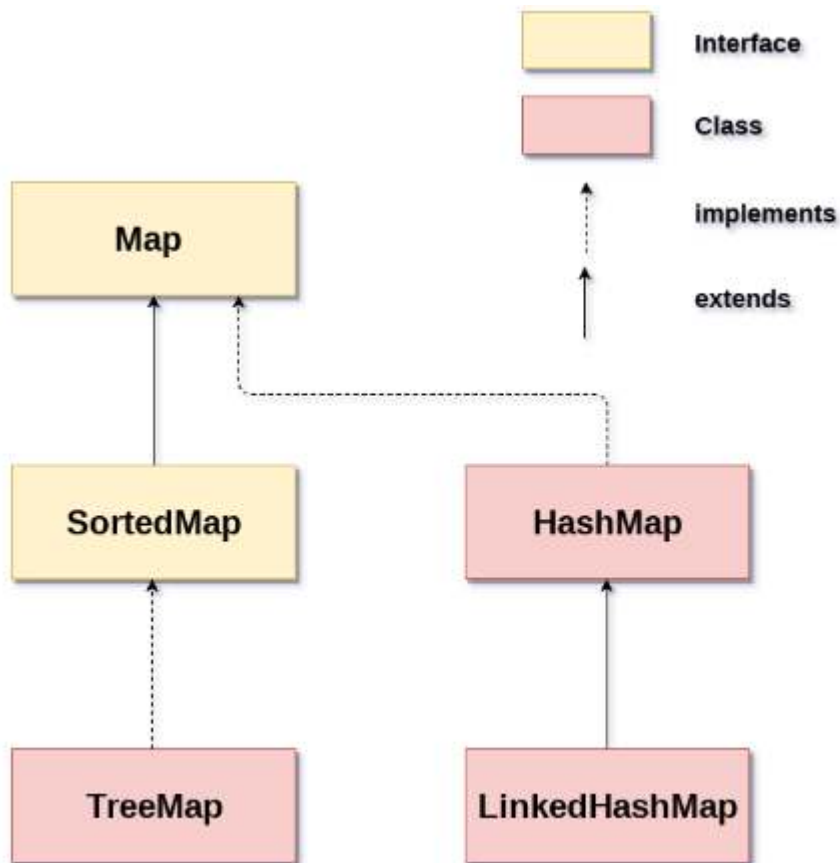 Interface
Class
implements
extends
Map
SortedMap
HashMap
TreeMap
LinkedHashMap